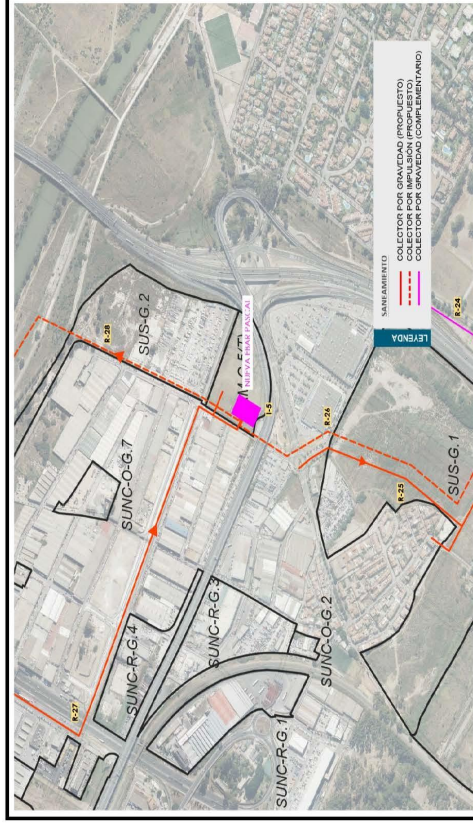 SUNC-O-G.7
SUS-G.2
R-28
R-27
SUNC-R-G.4
NUEVA EBAR PASCAL
I-5
SUNC-R-G.3
SUNC-O-G.2
SUNC-R-G.1
R-26
R-25
SUS-G.1
R-24
LEYENDA
SANEAMIENTO
COLECTOR POR GRAVEDAD (PROPUESTO)
COLECTOR POR IMPULSIÓN (PROPUESTO)
COLECTOR POR GRAVEDAD (COMPLEMENTARIO)